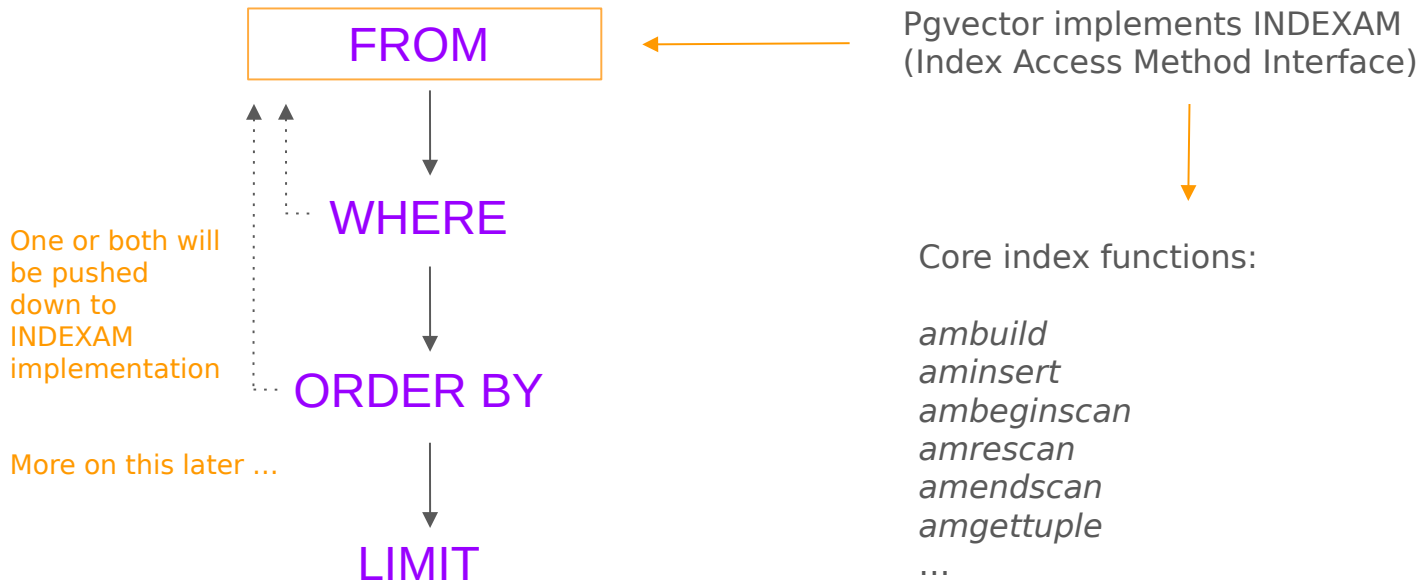 FROM
Pgvector implements INDEXAM
(Index Access Method Interface)
WHERE
One or both will
be pushed
down to
INDEXAM
implementation
ORDER BY
More on this later ...
LIMIT
Core index functions:
ambuild
aminsert
ambeginscan
amrescan
amendscan
amgettuple
...